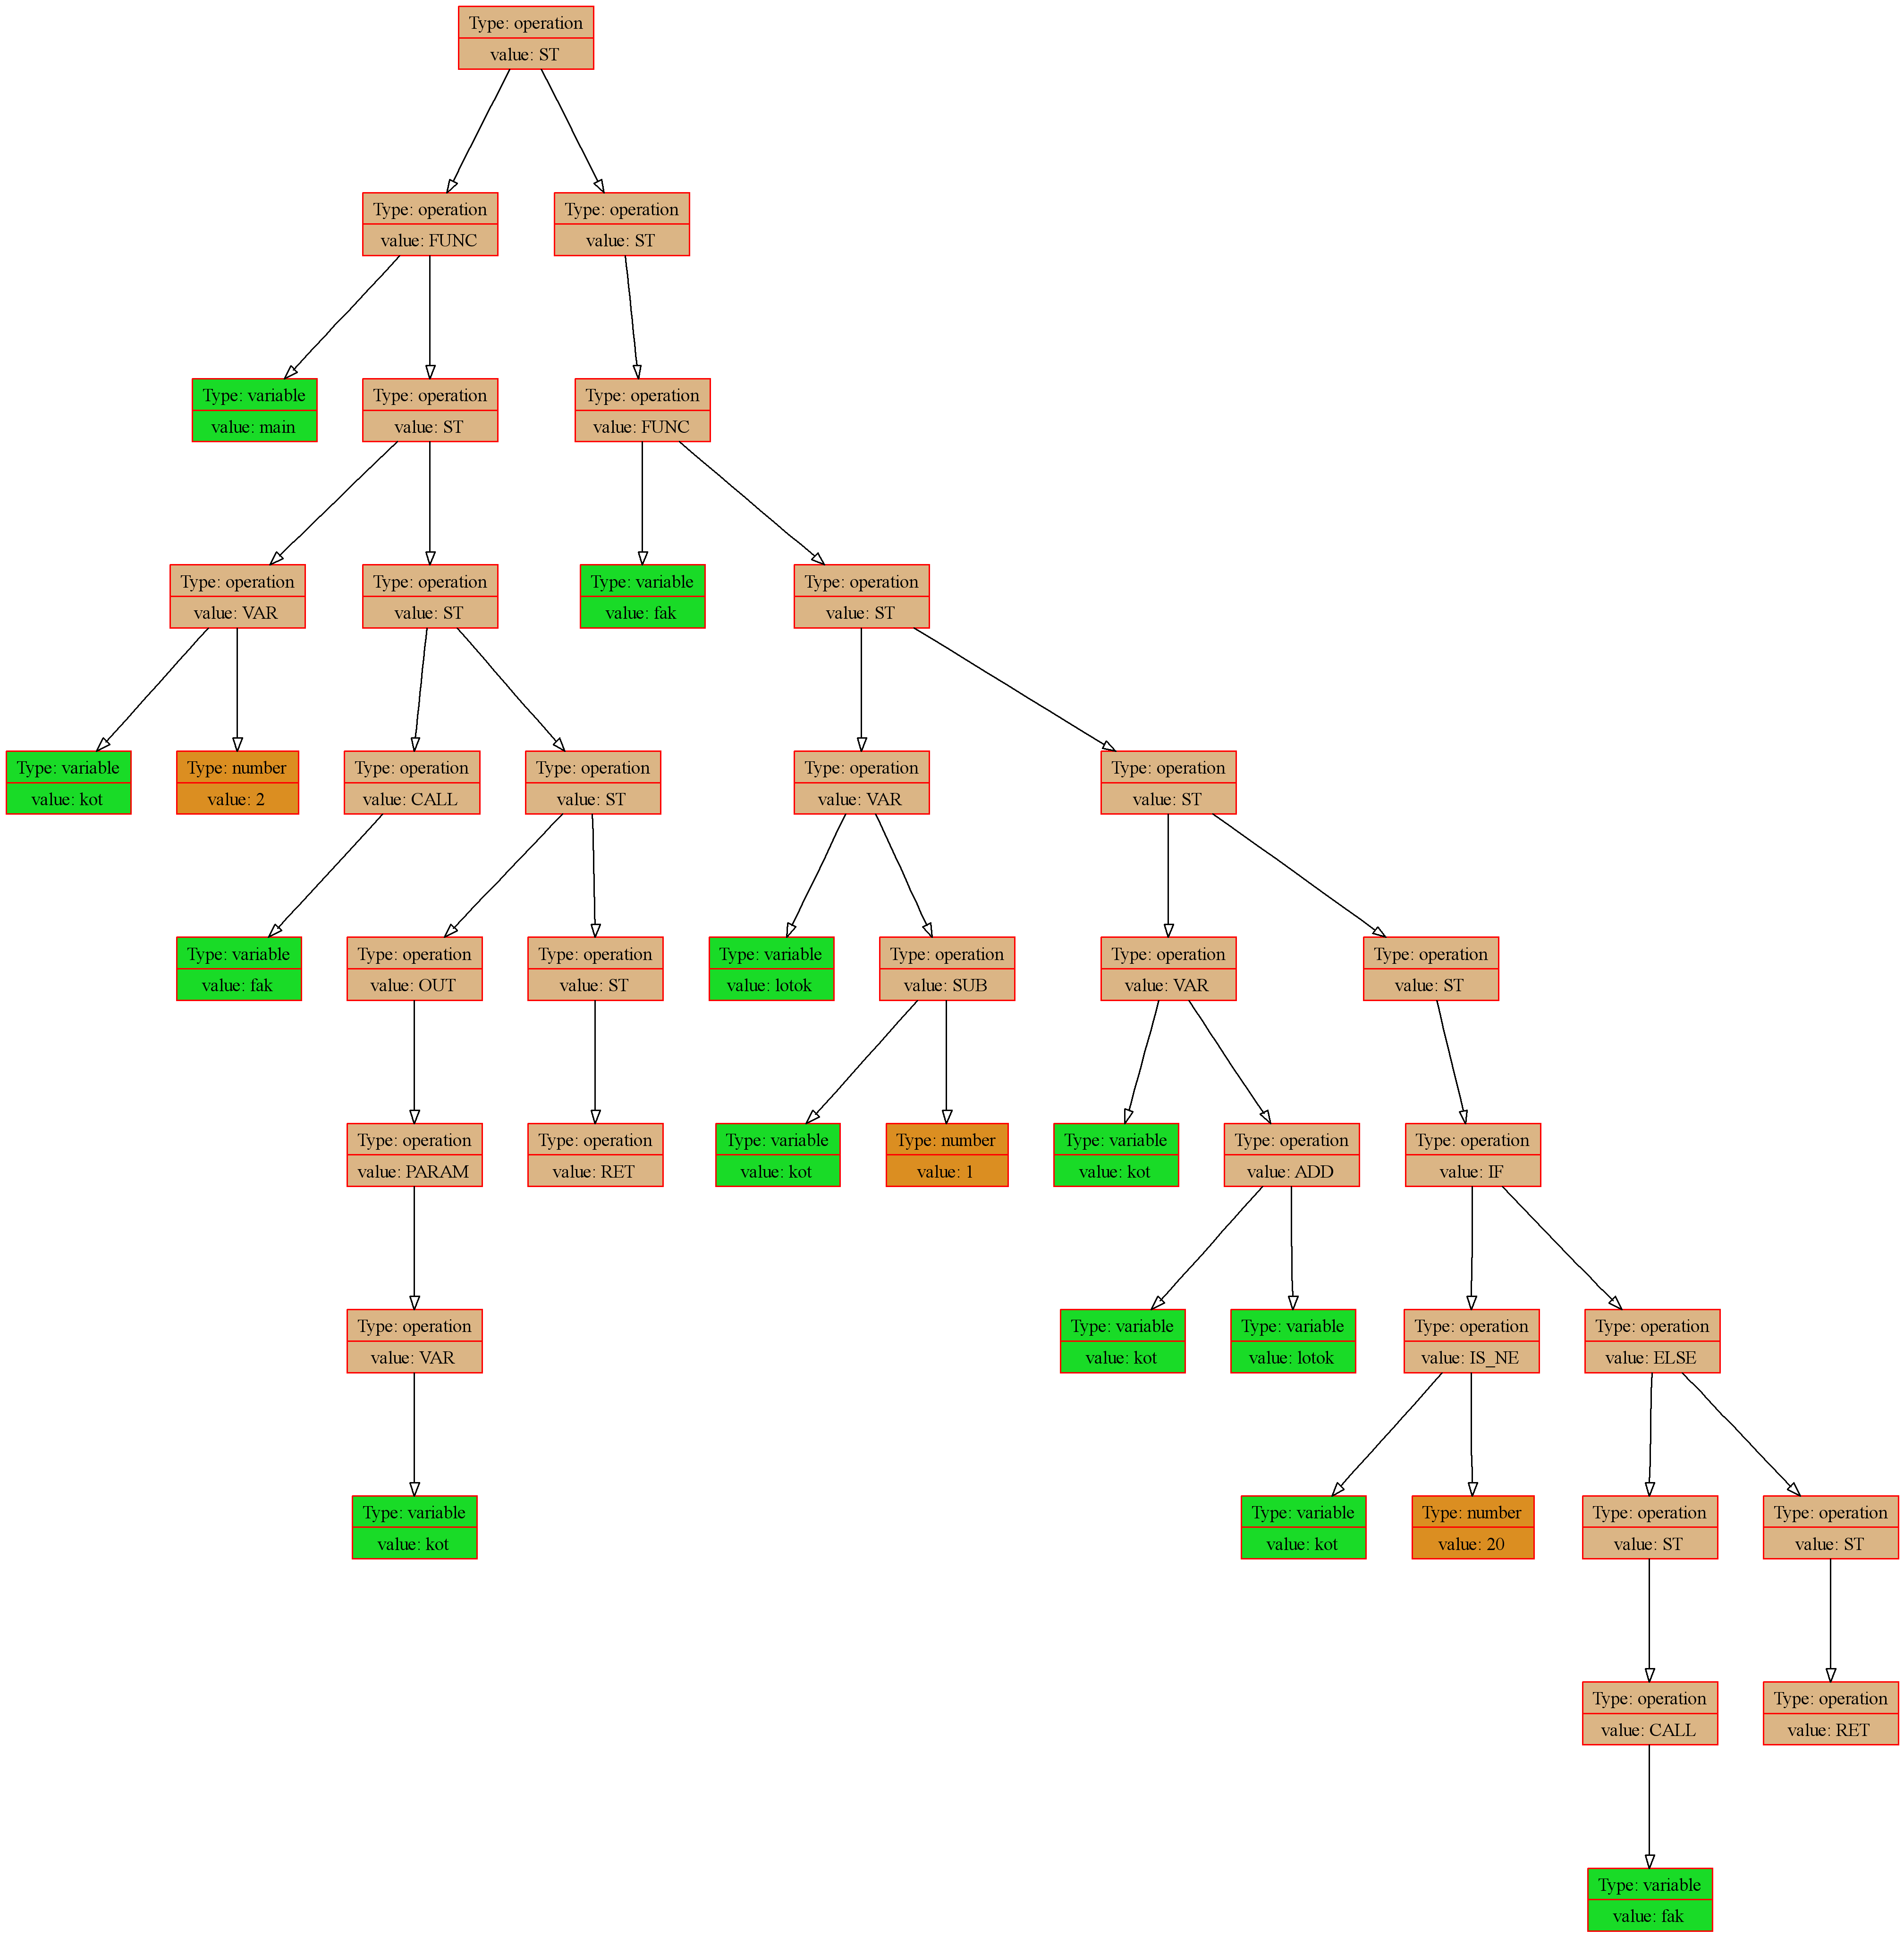 Type: operation
value: ST
Type: operation
value: FUNC
Type: operation
value: ST
Type: variable
value: main
Type: operation
value: ST
Type: operation
value: FUNC
Type: operation
value: VAR
Type: operation
value: ST
Type: variable
value: fak
Type: operation
value: ST
Type: variable
value: kot
Type: number
value: 2
Type: operation
value: CALL
Type: operation
value: ST
Type: operation
value: VAR
Type: operation
value: ST
Type: variable
value: fak
Type: operation
value: OUT
Type: operation
value: ST
Type: variable
value: lotok
Type: operation
value: SUB
Type: operation
value: VAR
Type: operation
value: ST
Type: operation
value: PARAM
Type: operation
value: RET
Type: variable
value: kot
Type: number
value: 1
Type: variable
value: kot
Type: operation
value: ADD
Type: operation
value: IF
Type: operation
value: VAR
Type: variable
value: kot
Type: variable
value: lotok
Type: operation
value: IS_NE
Type: operation
value: ELSE
Type: variable
value: kot
Type: variable
value: kot
Type: number
value: 20
Type: operation
value: ST
Type: operation
value: ST
Type: operation
value: CALL
Type: operation
value: RET
Type: variable
value: fak